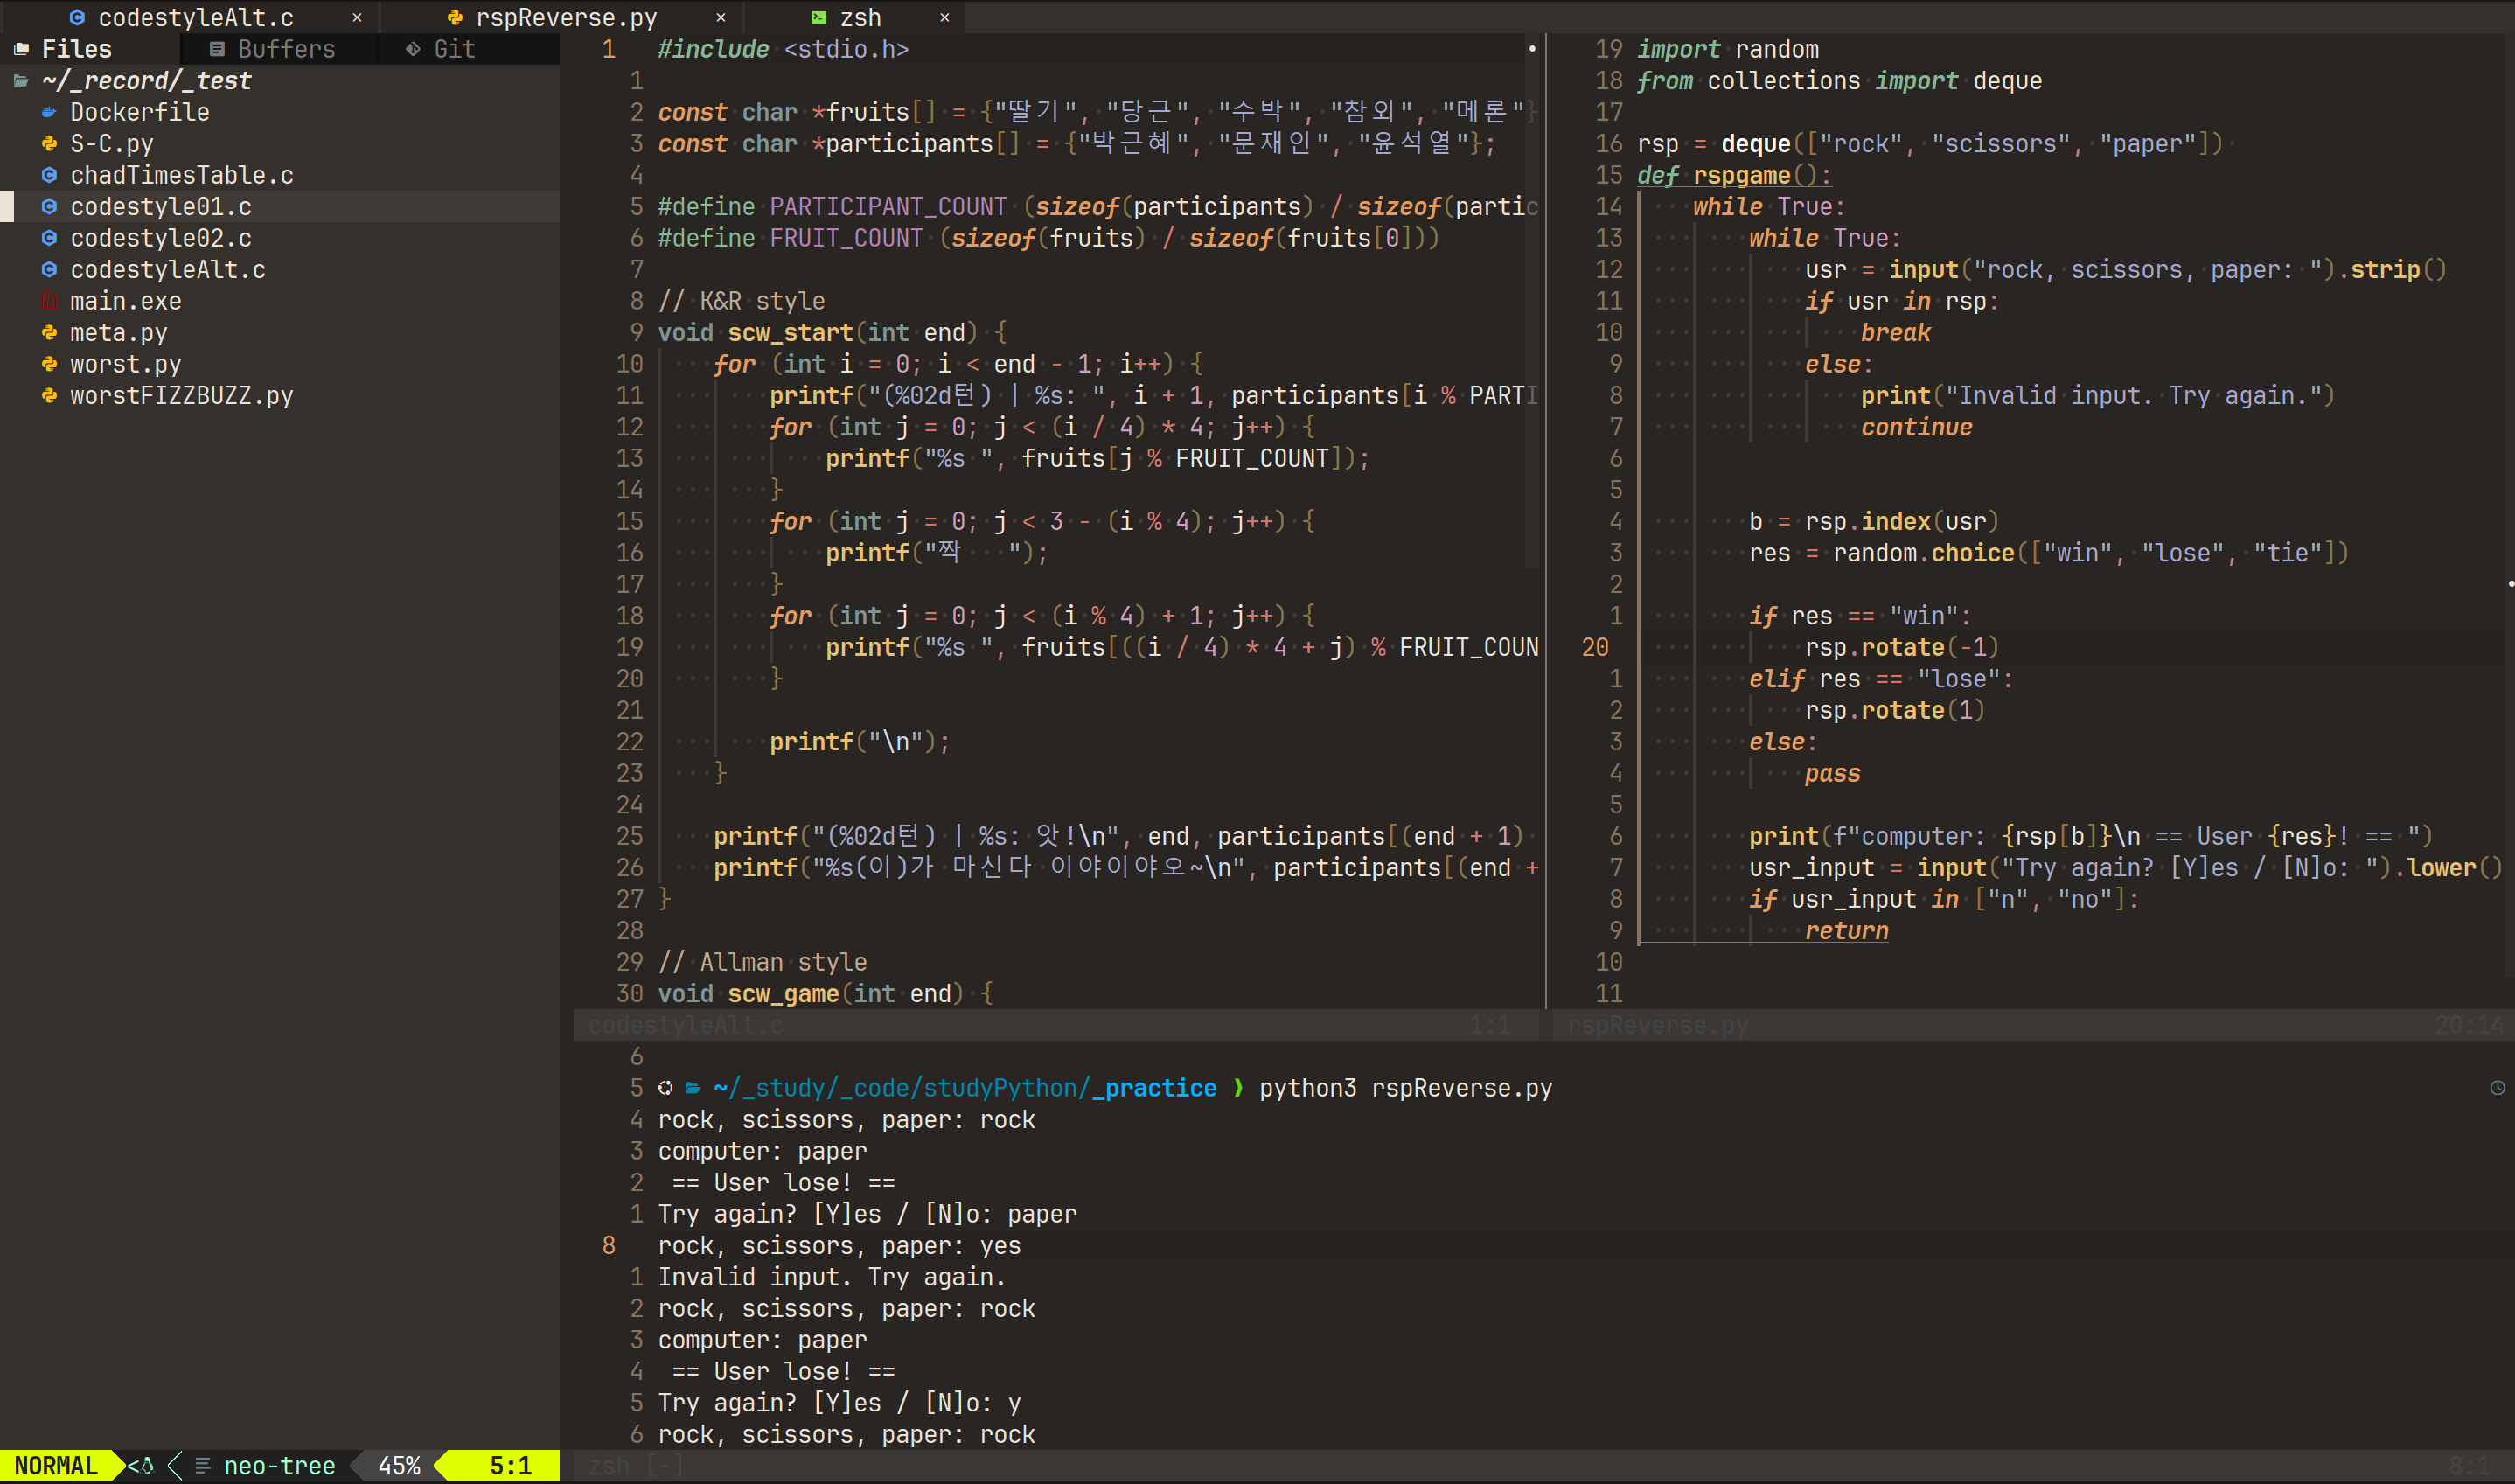 codestyleAlt.c × rspReverse.py × zsh ×
Files Buffers Git
~/_record/_test
Dockerfile
S-C.py
chadTimesTable.c
codestyle01.c
codestyle02.c
codestyleAlt.c
main.exe
meta.py
worst.py
worstFIZZBUZZ.py
1 #include <stdio.h>
1
2 const char *fruits[] = {"딸기", "당근", "수박", "참외", "메론"}
3 const char *participants[] = {"박근혜", "문재인", "윤석열"};
4
5 #define PARTICIPANT_COUNT (sizeof(participants) / sizeof(partic
6 #define FRUIT_COUNT (sizeof(fruits) / sizeof(fruits[0]))
7
8 // K&R style
9 void scw_start(int end) {
10 for (int i = 0; i < end - 1; i++) {
11 printf("(%02d턴) | %s: ", i + 1, participants[i % PARTI
12 for (int j = 0; j < (i / 4) * 4; j++) {
13 printf("%s ", fruits[j % FRUIT_COUNT]);
14 }
15 for (int j = 0; j < 3 - (i % 4); j++) {
16 printf("짝   ");
17 }
18 for (int j = 0; j < (i % 4) + 1; j++) {
19 printf("%s ", fruits[((i / 4) * 4 + j) % FRUIT_COUN
20 }
21
22 printf("\n");
23 }
24
25 printf("(%02d턴) | %s: 앗!\n", end, participants[(end + 1)
26 printf("%s(이)가 마신다 이야이야오~\n", participants[(end +
27 }
28
29 // Allman style
30 void scw_game(int end) {
codestyleAlt.c 1:1
19 import random
18 from collections import deque
17
16 rsp = deque(["rock", "scissors", "paper"])
15 def rspgame():
14 while True:
13 while True:
12 usr = input("rock, scissors, paper: ").strip()
11 if usr in rsp:
10 break
9 else:
8 print("Invalid input. Try again.")
7 continue
6
5
4 b = rsp.index(usr)
3 res = random.choice(["win", "lose", "tie"])
2
1 if res == "win":
20 rsp.rotate(-1)
1 elif res == "lose":
2 rsp.rotate(1)
3 else:
4 pass
5
6 print(f"computer: {rsp[b]}\n == User {res}! == ")
7 usr_input = input("Try again? [Y]es / [N]o: ").lower()
8 if usr_input in ["n", "no"]:
9 return
10
11
rspReverse.py 20:14
6
5 ~/_study/_code/studyPython/_practice ❯ python3 rspReverse.py
4 rock, scissors, paper: rock
3 computer: paper
2 == User lose! ==
1 Try again? [Y]es / [N]o: paper
8 rock, scissors, paper: yes
1 Invalid input. Try again.
2 rock, scissors, paper: rock
3 computer: paper
4 == User lose! ==
5 Try again? [Y]es / [N]o: y
6 rock, scissors, paper: rock
NORMAL < neo-tree 45% 5:1
zsh [-] 8:1